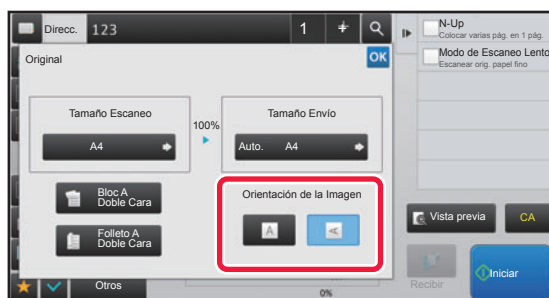 Direcc. 123 1
N-Up
Colocar varias pág. en 1 pág.
Original
OK
Modo de Escaneo Lento
Escanear orig. papel fino
Tamaño Escaneo
100%
Tamaño Envío
A4
Auto. A4
Bloc A
Doble Cara
Orientación de la Imagen
A A
Folleto A
Doble Cara
Vista previa
CA
Otros
0%
Recibir
Iniciar